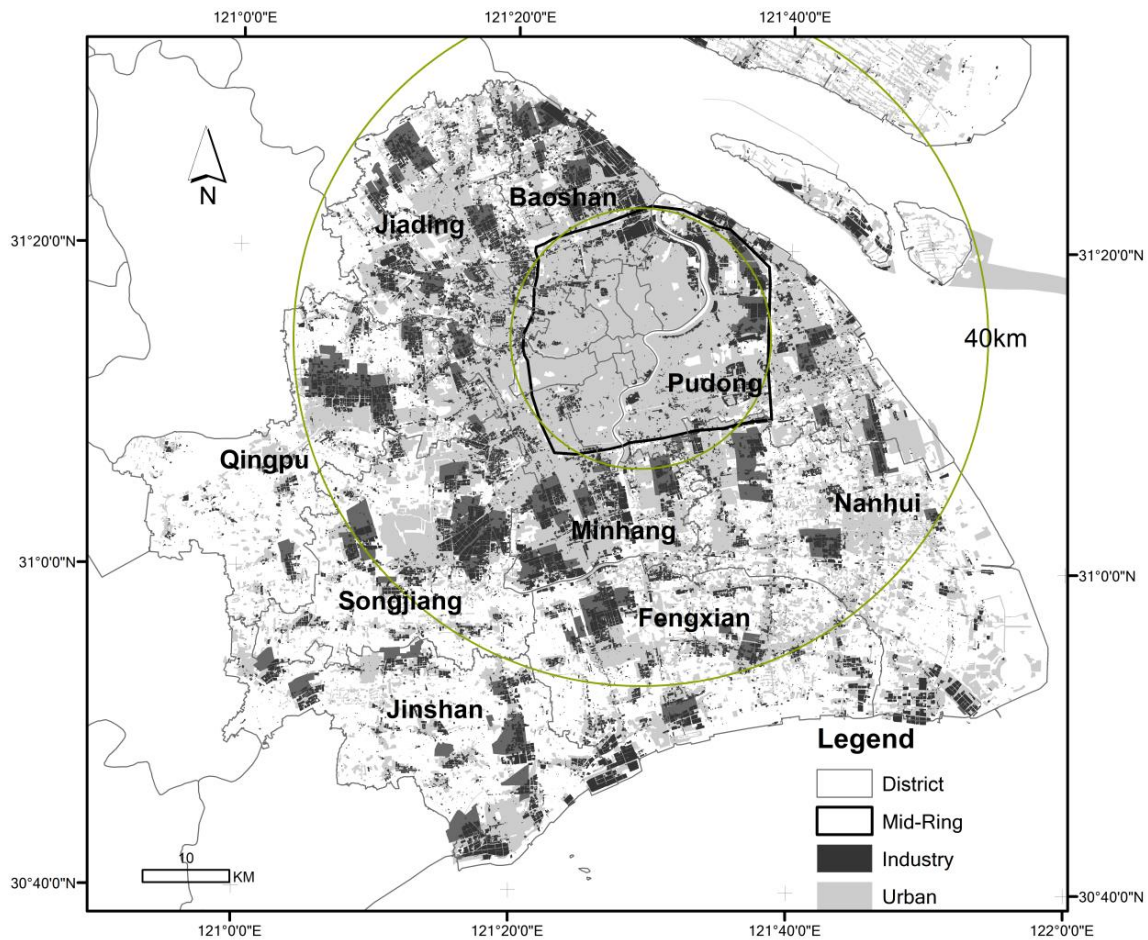 121°0'0"E
121°20'0"E
121°40'0"E
N
31°20'0"N
31°20'0"N
Baoshan
Jiading
40km
Pudong
Qingpu
Nanhui
Minhang
31°0'0"N
31°0'0"N
Songjiang
Fengxian
Jinshan
Legend
District
Mid-Ring
Industry
Urban
10
KM
30°40'0"N
30°40'0"N
121°0'0"E
121°20'0"E
121°40'0"E
122°0'0"E